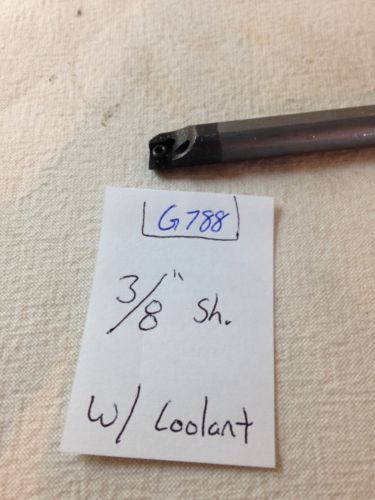 G788
3/8" Sh.
W/ Coolant